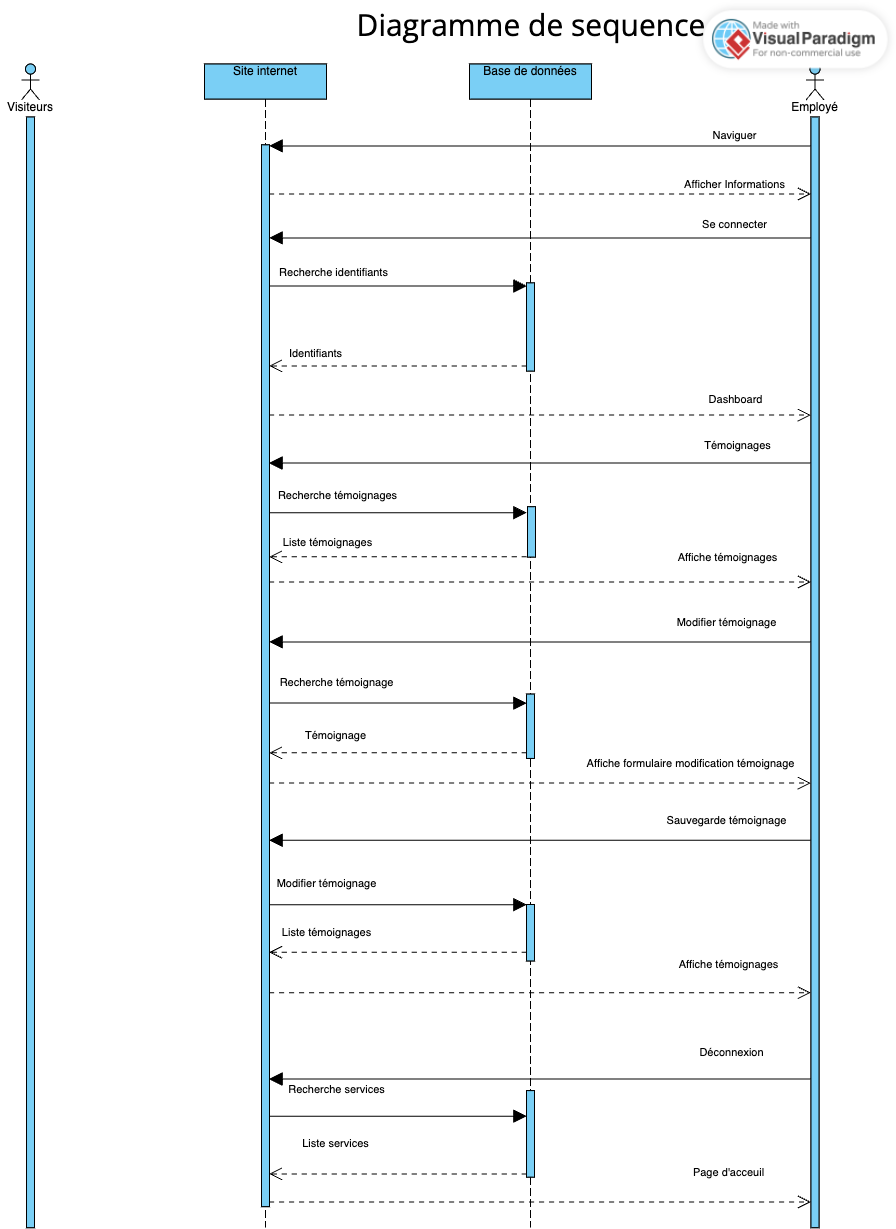 Diagramme de sequence
Made with
VisualParadigm
For non-commercial use
Visiteurs
Site internet
Base de données
Employé
Naviguer
Afficher Informations
Se connecter
Recherche identifiants
Identifiants
Dashboard
Témoignages
Recherche témoignages
Liste témoignages
Affiche témoignages
Modifier témoignage
Recherche témoignage
Témoignage
Affiche formulaire modification témoignage
Sauvegarde témoignage
Modifier témoignage
Liste témoignages
Affiche témoignages
Déconnexion
Recherche services
Liste services
Page d'acceuil